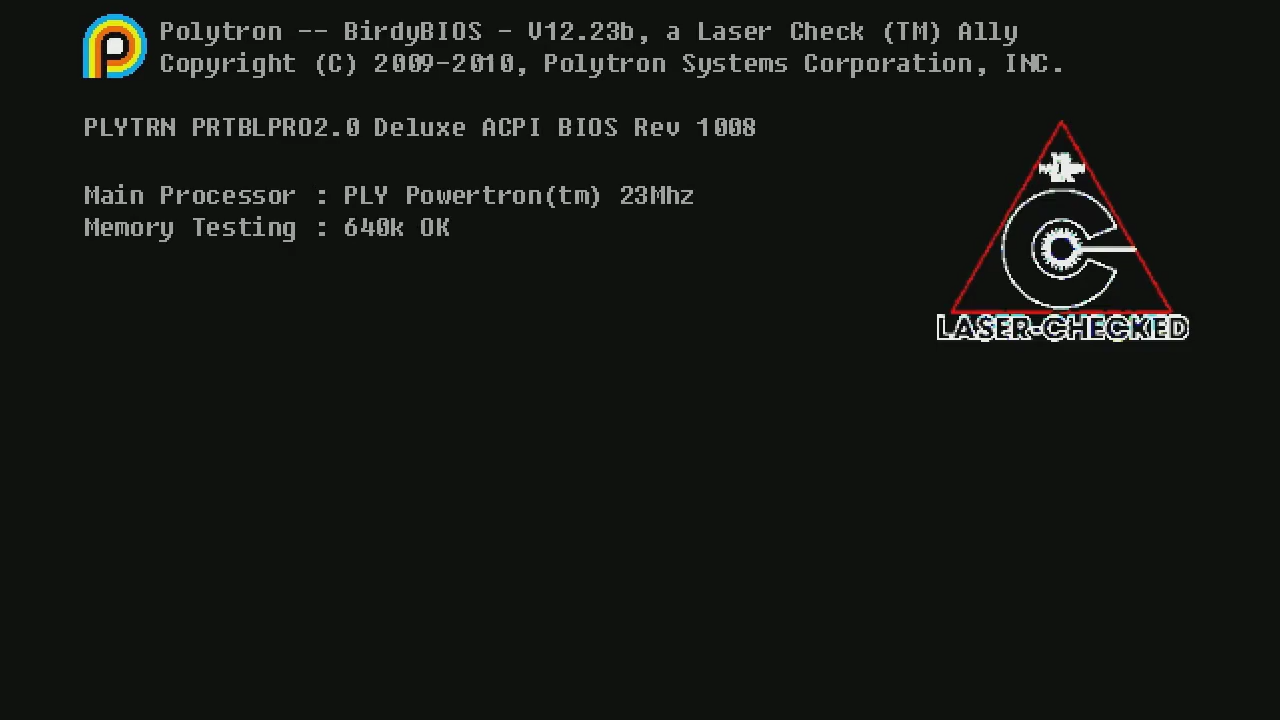 Polytron -- BirdyBIOS - V12.23b, a Laser Check (TM) Ally
Copyright (C) 2009-2010, Polytron Systems Corporation, INC.
PLYTRN PRTBLPRO2.0 Deluxe ACPI BIOS Rev 1008
Main Processor : PLY Powertron(tm) 23Mhz
Memory Testing : 640k OK
LASER-CHECKED